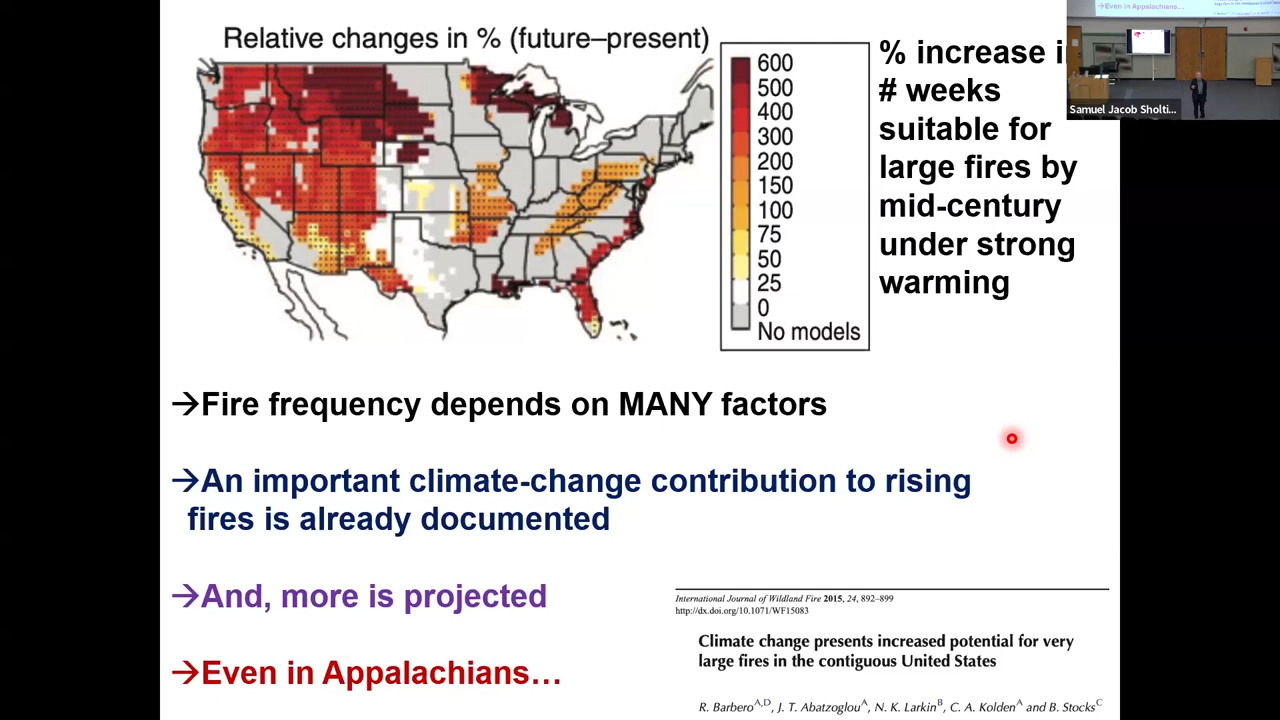 Relative changes in % (future–present)
600
500
400
300
200
150
100
75
50
25
0
No models
% increase
# weeks
suitable for
large fires by
mid-century
under strong
warming
→Even in Appalachians…
Samuel Jacob Sholti...
→Fire frequency depends on MANY factors
→An important climate-change contribution to rising
fires is already documented
→And, more is projected
→Even in Appalachians…
International Journal of Wildland Fire 2015, 24, 892–899
http://dx.doi.org/10.1071/WF15083
Climate change presents increased potential for very
large fires in the contiguous United States
R. Barbero A,D, J. T. Abatzoglou A, N. K. Larkin B, C. A. Kolden A and B. Stocks C